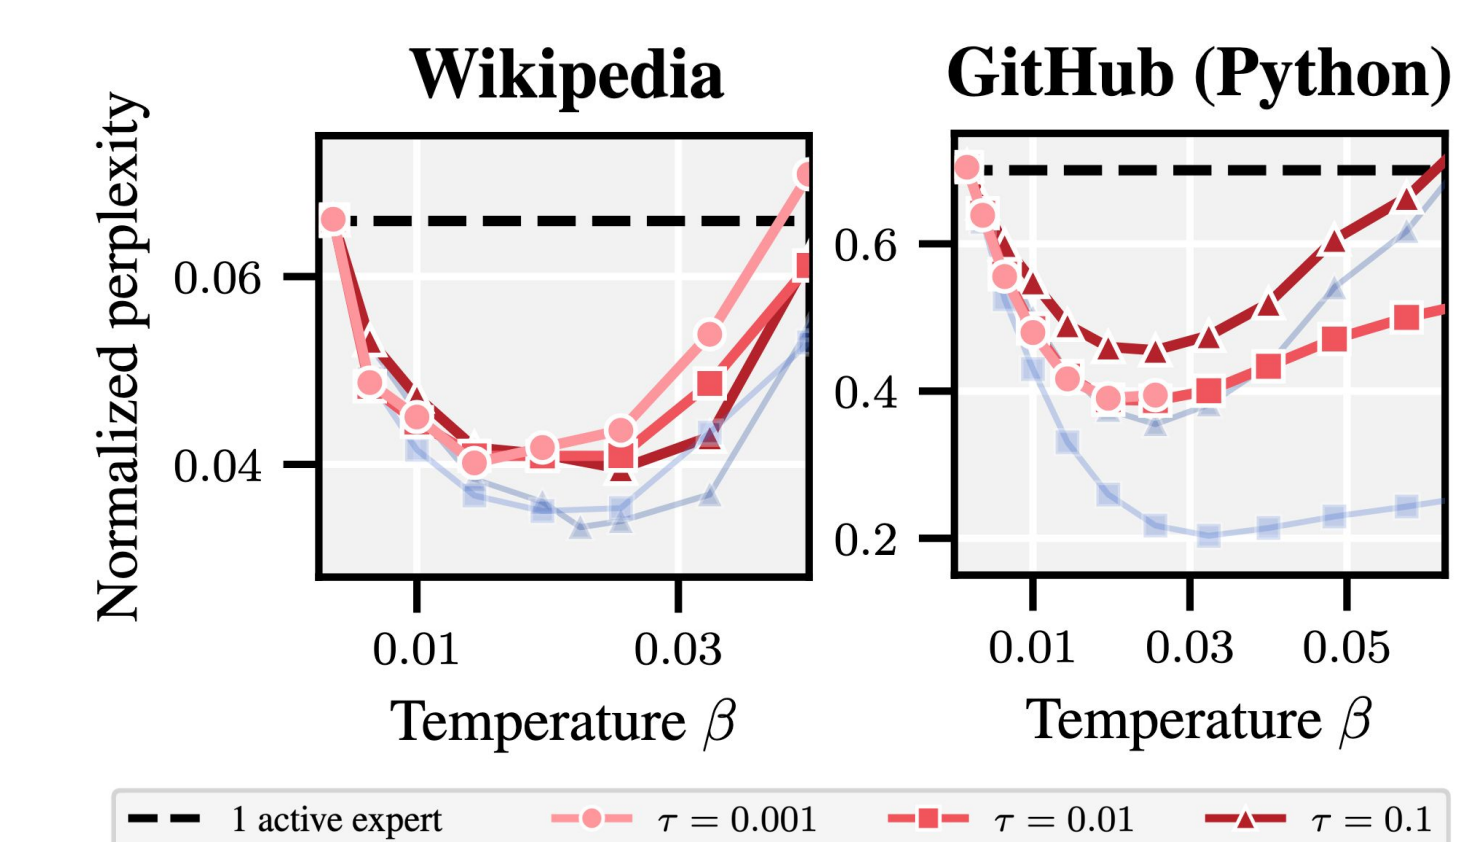 Wikipedia
GitHub (Python)
Normalized perplexity
0.06
0.04
0.01
0.03
Temperature β
0.6
0.4
0.2
0.01
0.03
0.05
Temperature β
1 active expert
τ = 0.001
τ = 0.01
τ = 0.1